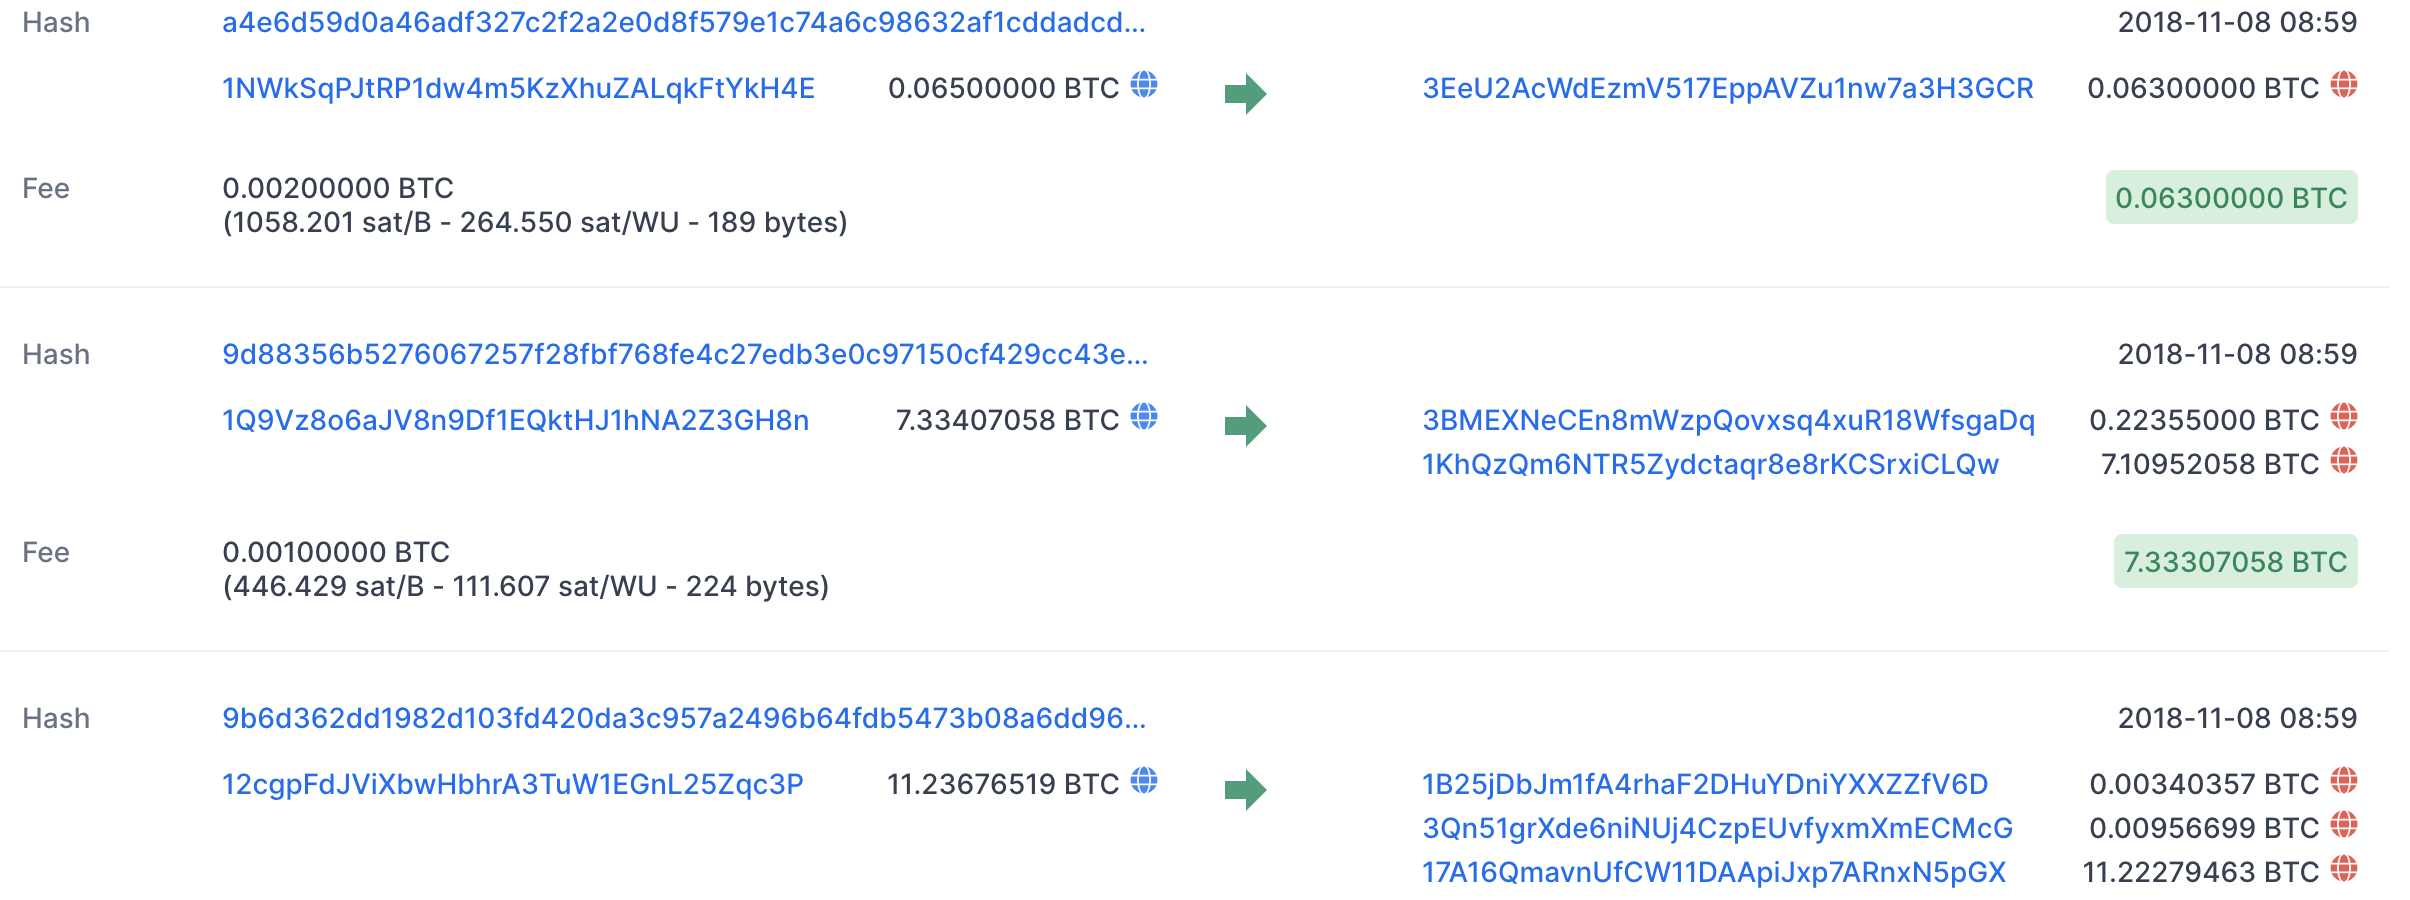 Hash a4e6d59d0a46adf327c2f2a2e0d8f579e1c74a6c98632af1cddadcd... 2018-11-08 08:59
1NWkSqPJtRP1dw4m5KzXhuZALqkFtYkH4E 0.06500000 BTC 3EeU2AcWdEzmV517EppAVZu1nw7a3H3GCR 0.06300000 BTC
Fee 0.00200000 BTC 0.06300000 BTC
(1058.201 sat/B - 264.550 sat/WU - 189 bytes)
Hash 9d88356b5276067257f28fbf768fe4c27edb3e0c97150cf429cc43e... 2018-11-08 08:59
1Q9Vz8o6aJV8n9Df1EQktHJ1hNA2Z3GH8n 7.33407058 BTC 3BMEXNeCEn8mWzpQovxsq4xuR18WfsgaDq 0.22355000 BTC
1KhQzQm6NTR5Zydctaqr8e8rKCSrxiCLQw 7.10952058 BTC
Fee 0.00100000 BTC 7.33307058 BTC
(446.429 sat/B - 111.607 sat/WU - 224 bytes)
Hash 9b6d362dd1982d103fd420da3c957a2496b64fdb5473b08a6dd96... 2018-11-08 08:59
12cgpFdJViXbwHbhrA3TuW1EGnL25Zqc3P 11.23676519 BTC 1B25jDbJm1fA4rhaF2DHuYDniYXXZZfV6D 0.00340357 BTC
3Qn51grXde6niNUj4CzpEUvfyxmXmECMcG 0.00956699 BTC
17A16QmavnUfCW11DAApiJxp7ARnxN5pGX 11.22279463 BTC